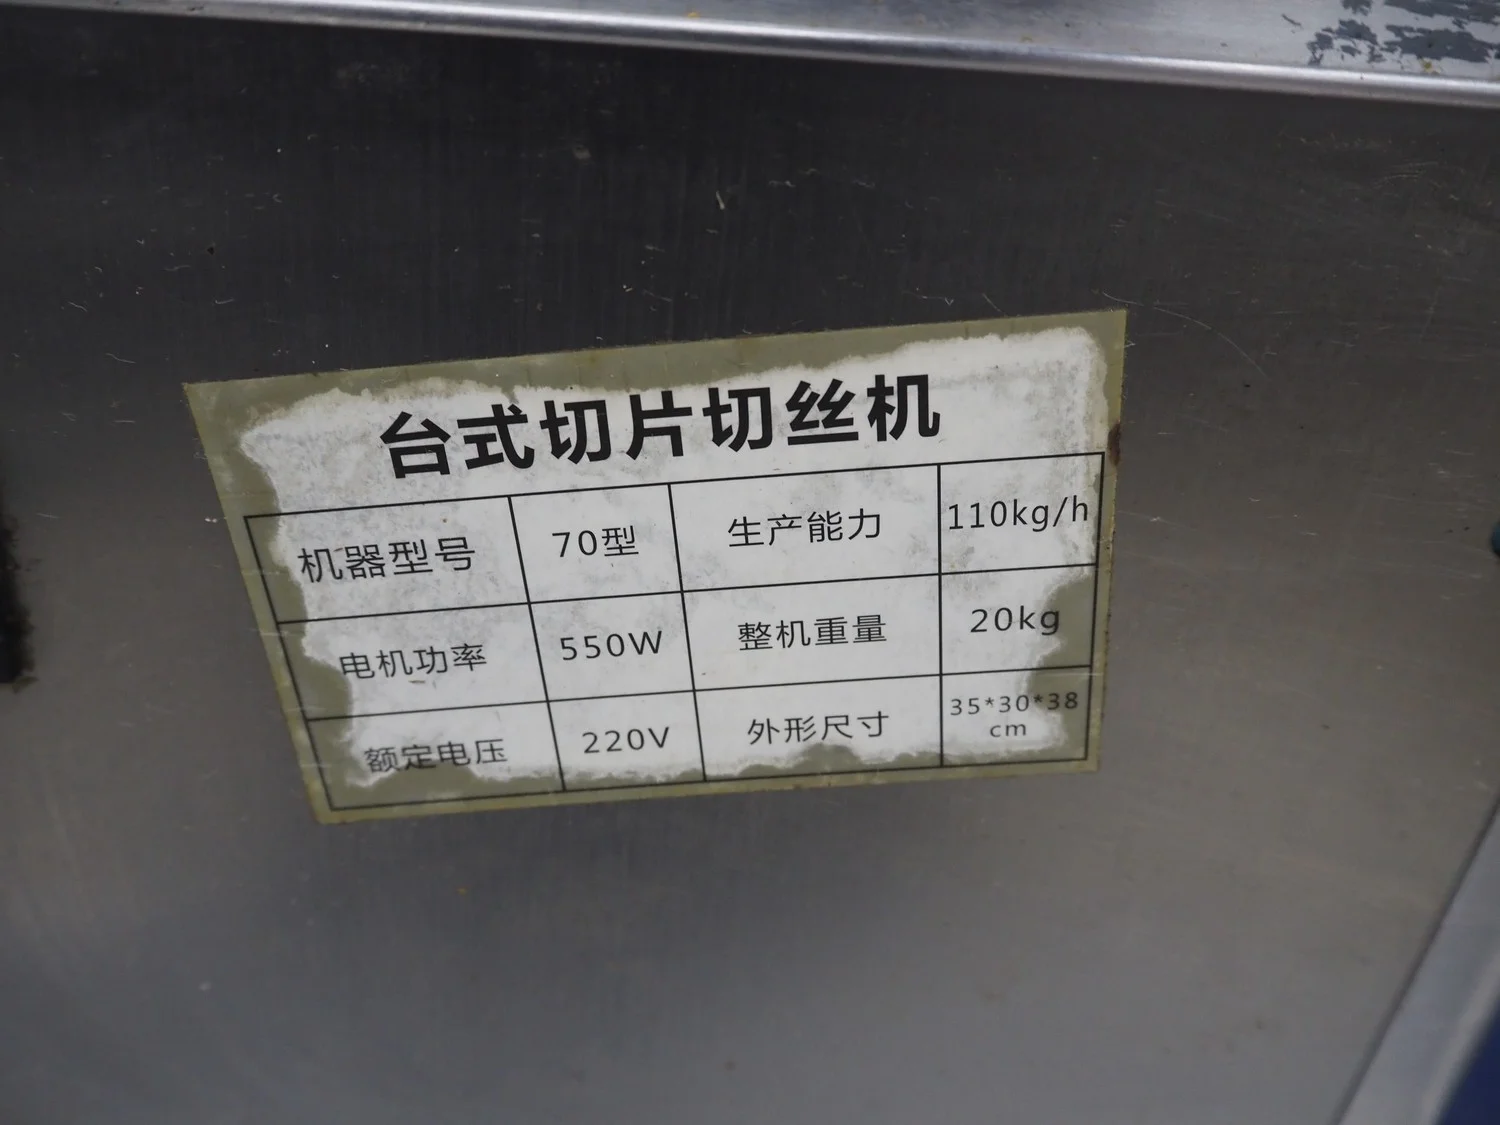 台式切片切丝机
机器型号 70型 生产能力 110kg/h
电机功率 550W 整机重量 20kg
额定电压 220V 外形尺寸 35*30*38
cm